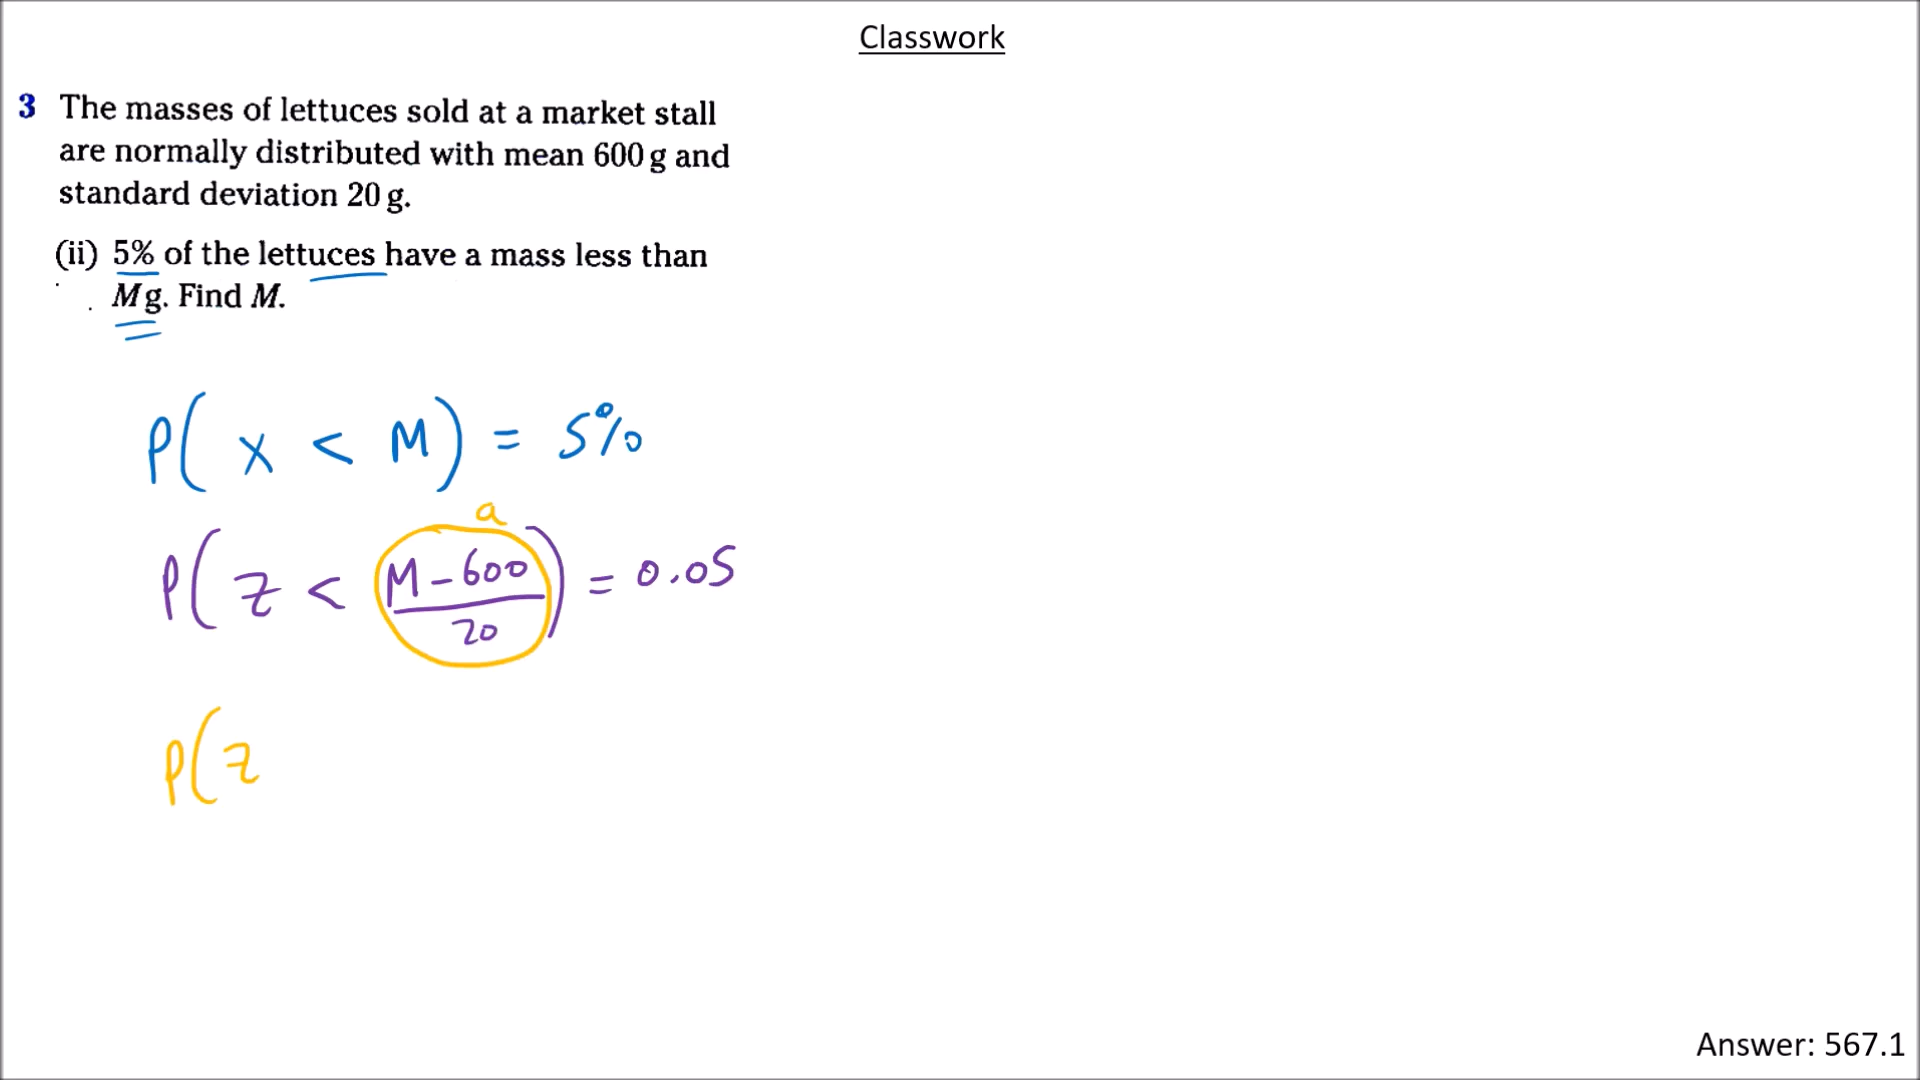 Classwork
3 The masses of lettuces sold at a market stall
are normally distributed with mean 600 g and
standard deviation 20 g.
(ii) 5% of the lettuces have a mass less than
M g. Find M.
P( x < M ) = 5%
a
P( z < (M - 600)/20 ) = 0.05
P( z
Answer: 567.1